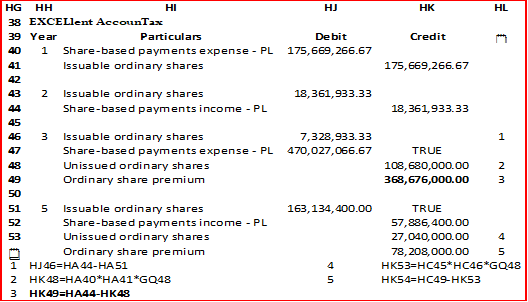 HG HH HI HJ HK HL
38 EXCELlent AccounTax
39 Year Particulars Debit Credit
40 1 Share-based payments expense - PL 175,669,266.67
41 Issuable ordinary shares 175,669,266.67
42
43 2 Issuable ordinary shares 18,361,933.33
44 Share-based payments income - PL 18,361,933.33
45
46 3 Issuable ordinary shares 7,328,933.33 1
47 Share-based payments expense - PL 470,027,066.67 TRUE
48 Unissued ordinary shares 108,680,000.00 2
49 Ordinary share premium 368,676,000.00 3
50
51 5 Issuable ordinary shares 163,134,400.00 TRUE
52 Share-based payments income - PL 57,886,400.00
53 Unissued ordinary shares 27,040,000.00 4
Ordinary share premium 78,208,000.00 5
1 HJ46=HA44-HA51 4 HK53=HC45*HC46*GQ48
2 HK48=HA40*HA41*GQ48 5 HK54=HC49-HK53
3 HK49=HA44-HK48